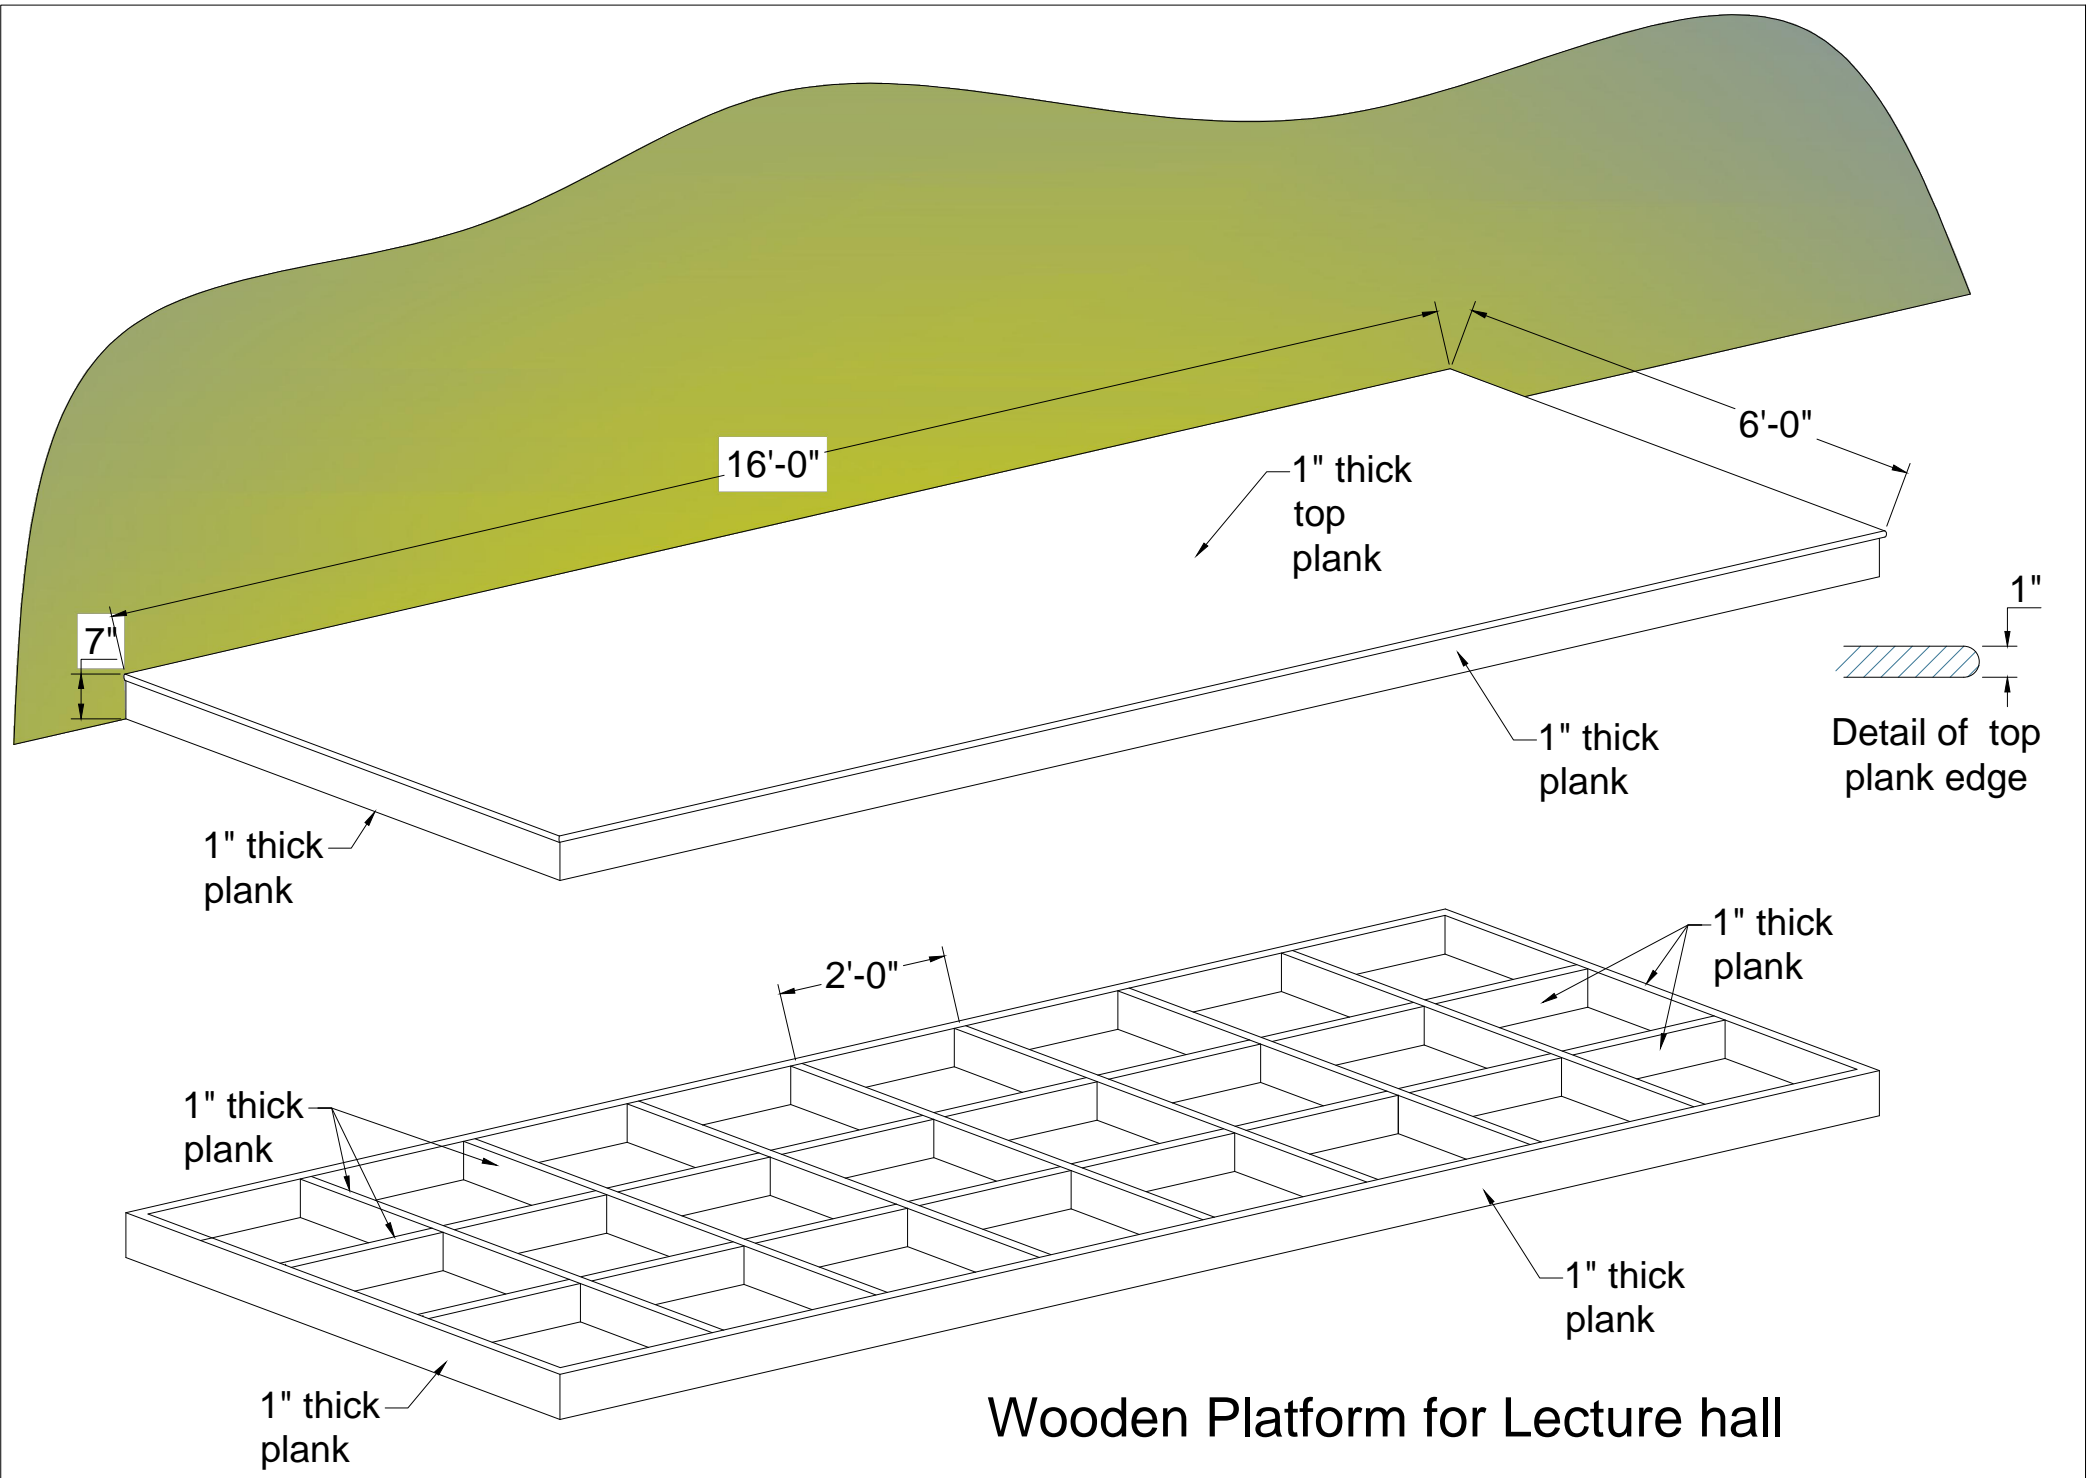 16'-0"
6'-0"
1" thick
top
plank
7"
1"
1" thick
plank
Detail of  top
plank edge
1" thick
plank
1" thick
plank
2'-0"
1" thick
plank
1" thick
plank
1" thick
plank
Wooden Platform for Lecture hall